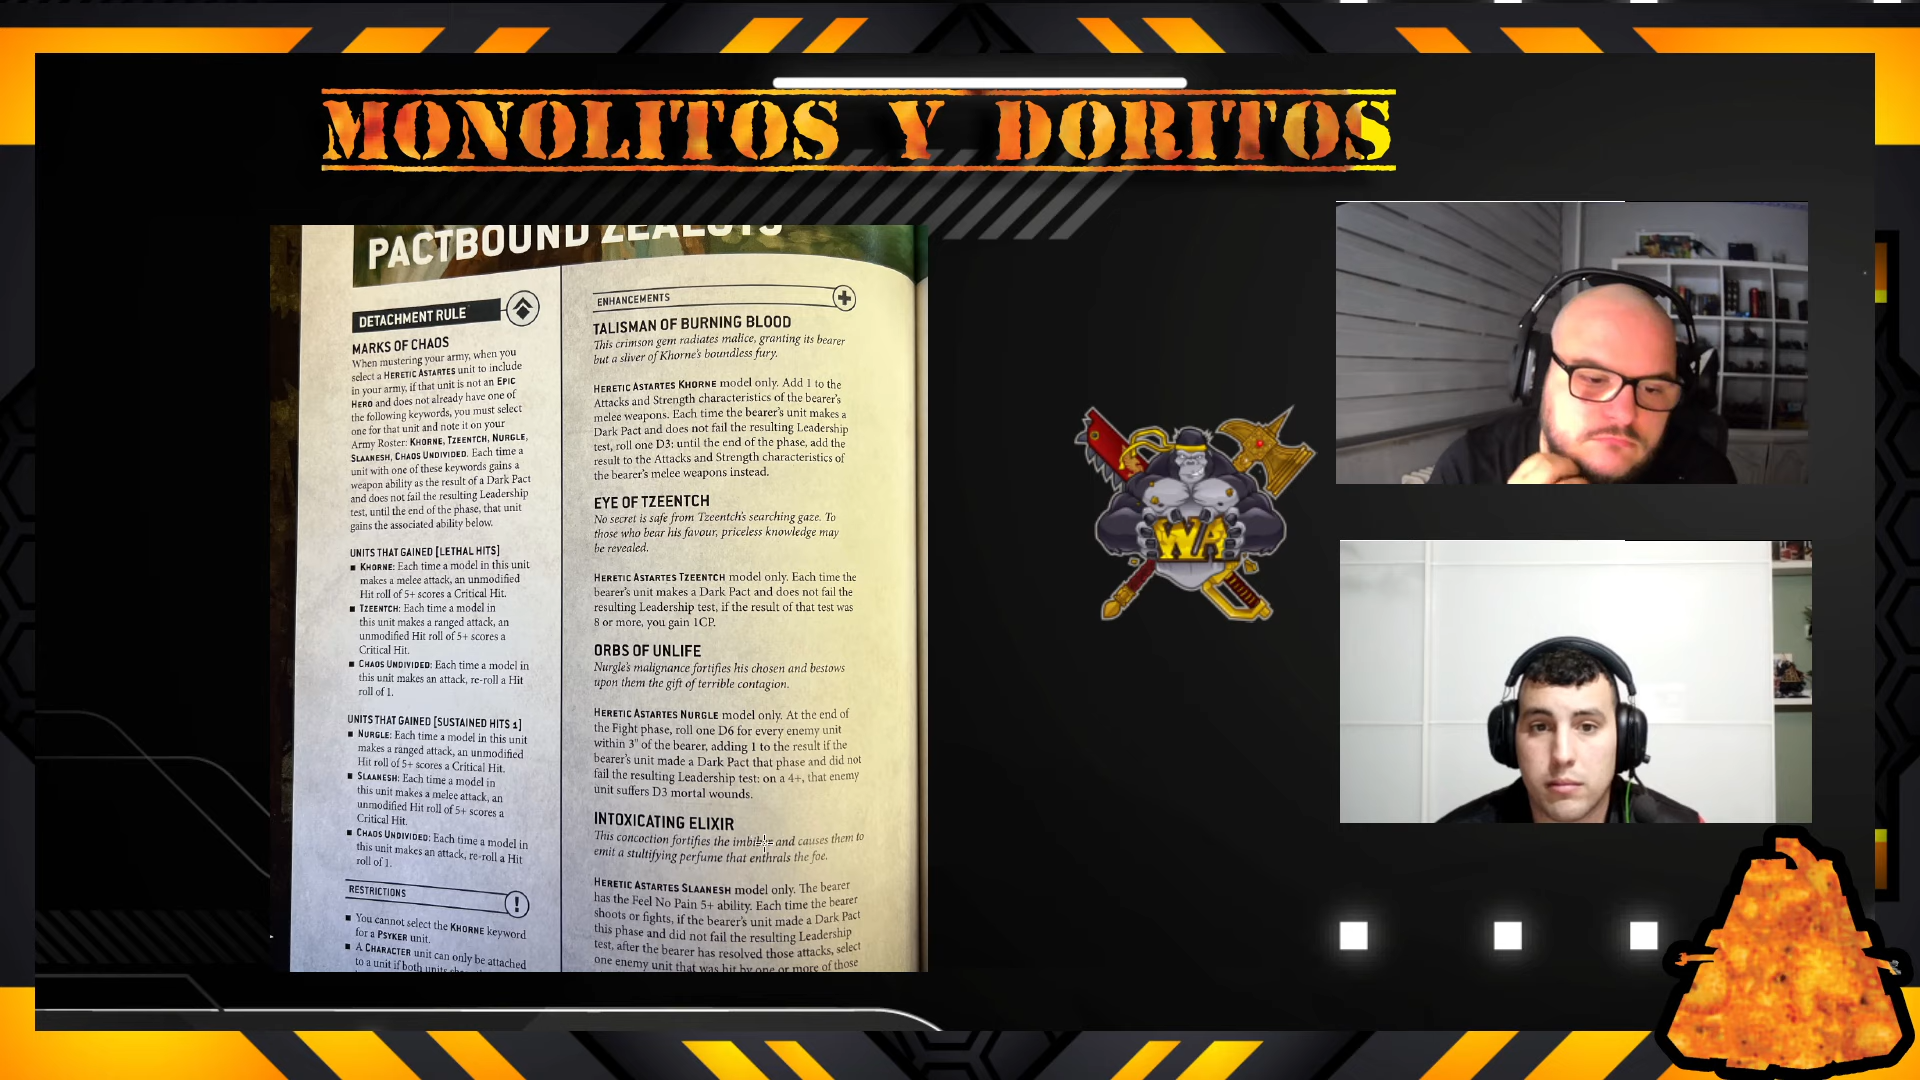 MONOLITOS Y DORITOS
PACTBOUND ZEALOTS
DETACHMENT RULE
MARKS OF CHAOS
When mustering your army, when you
select a HERETIC ASTARTES unit to include
in your army, if that unit is not an EPIC
HERO and does not already have one of
the following keywords, you must select
one for that unit and note it on your
Army Roster: KHORNE, TZEENTCH, NURGLE,
SLAANESH, CHAOS UNDIVIDED. Each time a
unit with one of these keywords gains a
weapon ability as the result of a Dark Pact
and does not fail the resulting Leadership
test, until the end of the phase, that unit
gains the associated ability below.
UNITS THAT GAINED [LETHAL HITS]
■ KHORNE: Each time a model in this unit
makes a melee attack, an unmodified
Hit roll of 5+ scores a Critical Hit.
■ TZEENTCH: Each time a model in
this unit makes a ranged attack, an
unmodified Hit roll of 5+ scores a
Critical Hit.
■ CHAOS UNDIVIDED: Each time a model in
this unit makes an attack, re-roll a Hit
roll of 1.
UNITS THAT GAINED [SUSTAINED HITS 1]
■ NURGLE: Each time a model in this unit
makes a ranged attack, an unmodified
Hit roll of 5+ scores a Critical Hit.
■ SLAANESH: Each time a model in
this unit makes a melee attack, an
unmodified Hit roll of 5+ scores a
Critical Hit.
■ CHAOS UNDIVIDED: Each time a model in
this unit makes an attack, re-roll a Hit
roll of 1.
RESTRICTIONS
■ You cannot select the KHORNE keyword
for a PSYKER unit.
■ A CHARACTER unit can only be attached
to a unit if both units
ENHANCEMENTS
TALISMAN OF BURNING BLOOD
This crimson gem radiates malice, granting its bearer
but a sliver of Khorne's boundless fury.
HERETIC ASTARTES KHORNE model only. Add 1 to the
Attacks and Strength characteristics of the bearer's
melee weapons. Each time the bearer's unit makes a
Dark Pact and does not fail the resulting Leadership
test, roll one D3: until the end of the phase, add the
result to the Attacks and Strength characteristics of
the bearer's melee weapons instead.
EYE OF TZEENTCH
No secret is safe from Tzeentch's searching gaze. To
those who bear his favour, priceless knowledge may
be revealed.
HERETIC ASTARTES TZEENTCH model only. Each time the
bearer's unit makes a Dark Pact and does not fail the
resulting Leadership test, if the result of that test was
8 or more, you gain 1CP.
ORBS OF UNLIFE
Nurgle's malignance fortifies his chosen and bestows
upon them the gift of terrible contagion.
HERETIC ASTARTES NURGLE model only. At the end of
the Fight phase, roll one D6 for every enemy unit
within 3" of the bearer, adding 1 to the result if the
bearer's unit made a Dark Pact that phase and did not
fail the resulting Leadership test: on a 4+, that enemy
unit suffers D3 mortal wounds.
INTOXICATING ELIXIR
This concoction fortifies the imbiber and causes them to
emit a stultifying perfume that enthrals the foe.
HERETIC ASTARTES SLAANESH model only. The bearer
has the Feel No Pain 5+ ability. Each time the bearer
shoots or fights, if the bearer's unit made a Dark Pact
this phase and did not fail the resulting Leadership
test, after the bearer has resolved those attacks, select
one enemy unit that was hit by one or more of those